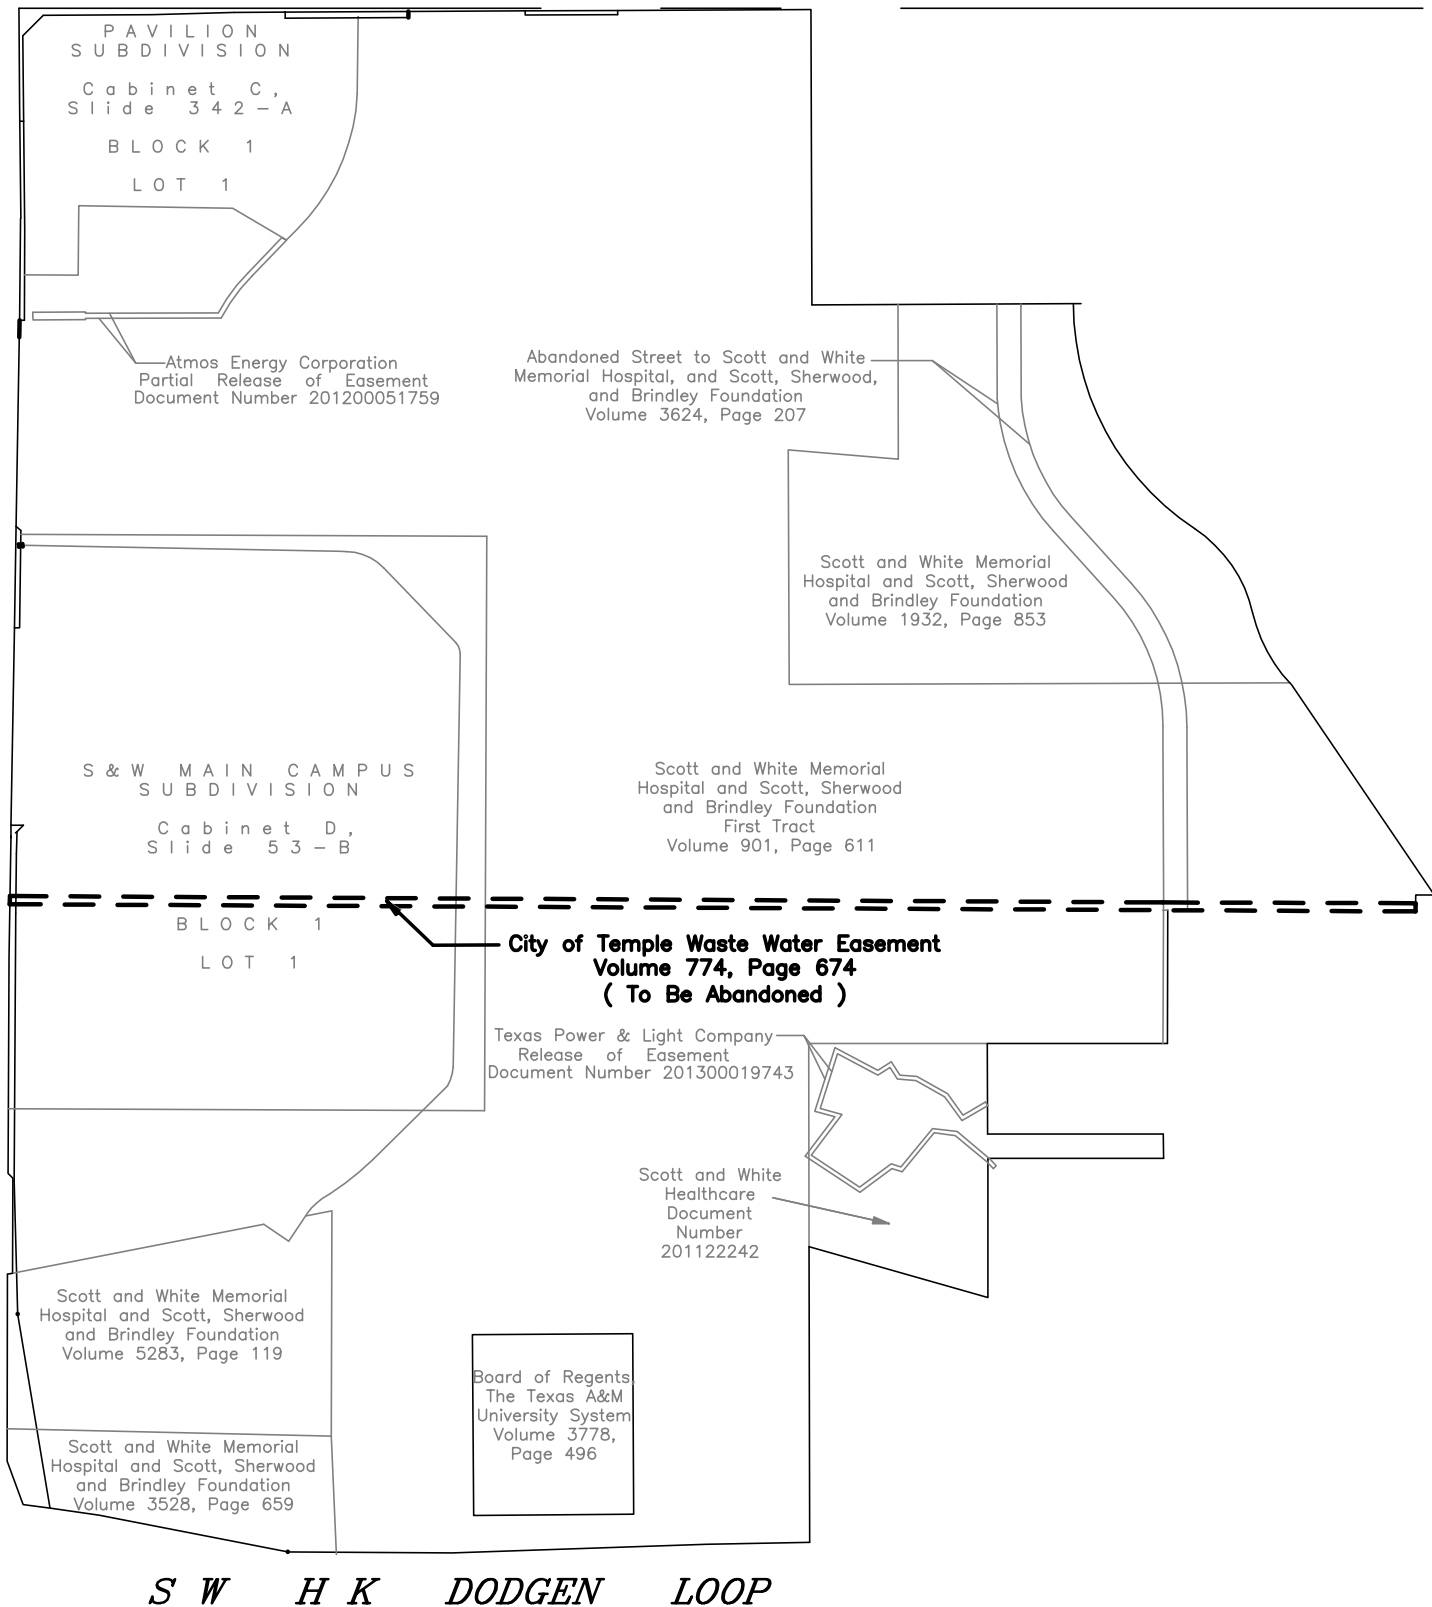 PAVILION
SUBDIVISION
Cabinet C,
Slide 342-A
BLOCK 1
LOT 1
Atmos Energy Corporation
Partial Release of Easement
Document Number 201200051759
Abandoned Street to Scott and White
Memorial Hospital, and Scott, Sherwood,
and Brindley Foundation
Volume 3624, Page 207
Scott and White Memorial
Hospital and Scott, Sherwood
and Brindley Foundation
Volume 1932, Page 853
S&W MAIN CAMPUS
SUBDIVISION
Cabinet D,
Slide 53-B
BLOCK 1
LOT 1
Scott and White Memorial
Hospital and Scott, Sherwood
and Brindley Foundation
First Tract
Volume 901, Page 611
City of Temple Waste Water Easement
Volume 774, Page 674
( To Be Abandoned )
Texas Power & Light Company
Release of Easement
Document Number 201300019743
Scott and White
Healthcare
Document
Number
201122242
Scott and White Memorial
Hospital and Scott, Sherwood
and Brindley Foundation
Volume 5283, Page 119
Board of Regents,
The Texas A&M
University System
Volume 3778,
Page 496
Scott and White Memorial
Hospital and Scott, Sherwood
and Brindley Foundation
Volume 3528, Page 659
SW HK DODGEN LOOP